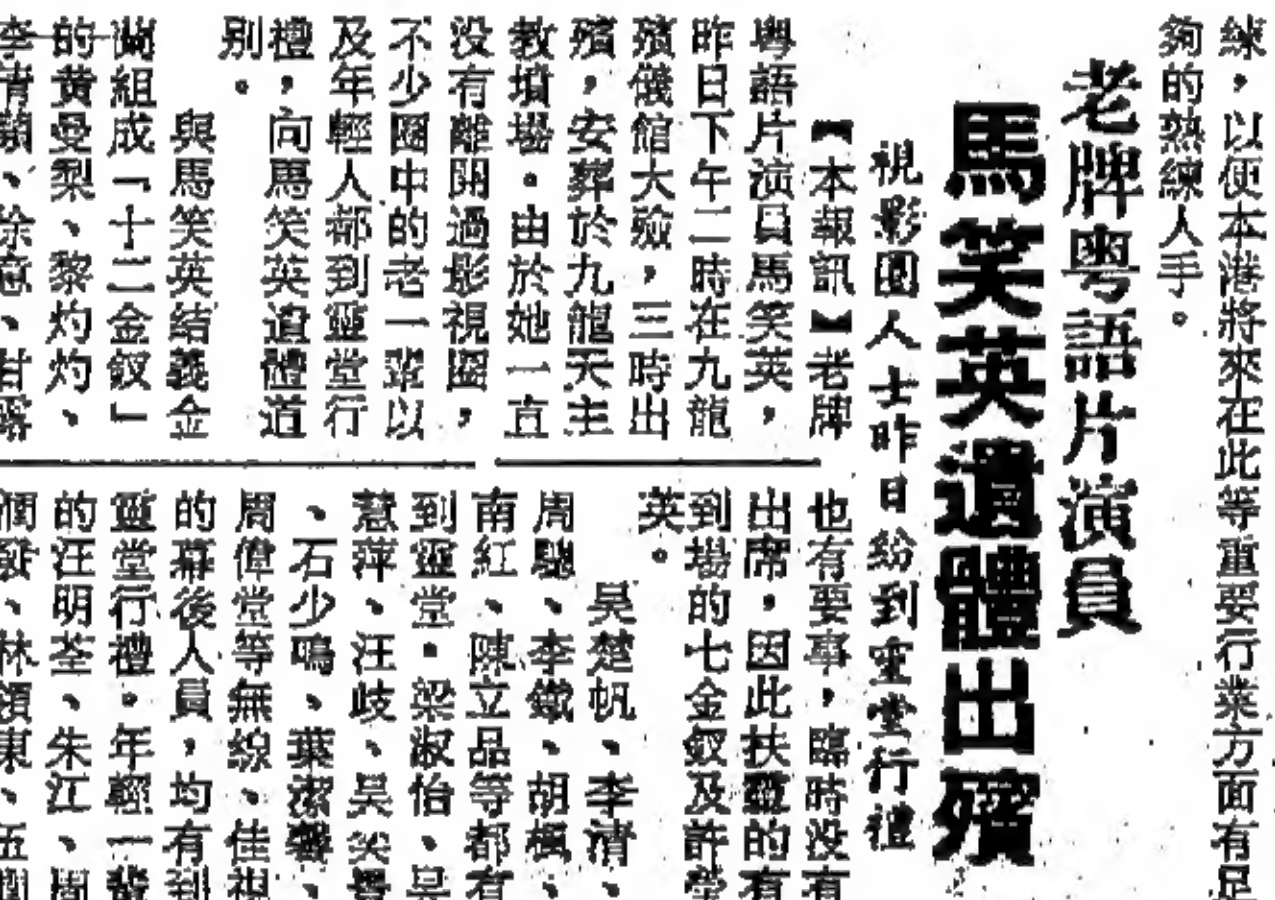 練，以便本港將來在此等重要行業方面有足
夠的熟練人手。
老牌粵語片演員
馬笑英遺體出殯
視影圈人士昨日紛到靈堂行禮
【本報訊】老牌
粵語片演員馬笑英，
昨日下午二時在九龍
殯儀館大殮，三時出
殯，安葬於九龍天主
教墳場。由於她一直
没有離開過影視圈，
不少圈中的老一輩以
及年輕人都到靈堂行
禮，向馬笑英遺體道
別。
與馬笑英結義金
蘭組成「十二金釵」
的黄曼梨、黎灼灼、
李清蘭、徐意、甘露
也有要事，臨時没有
出席，因此扶靈的有
到場的七金釵及許瑩
英。
吴楚帆、李清、
周驄、李鐵、胡楓、
南紅、陳立品等都有
到靈堂。梁淑怡、吴
慧萍、汪岐、吴
、石少鳴、葉潔馨、
周偉堂等無線、佳視
的幕後人員，均有到
靈堂行禮。年輕一輩
的汪明荃、朱江、周
潤發、林領東、伍